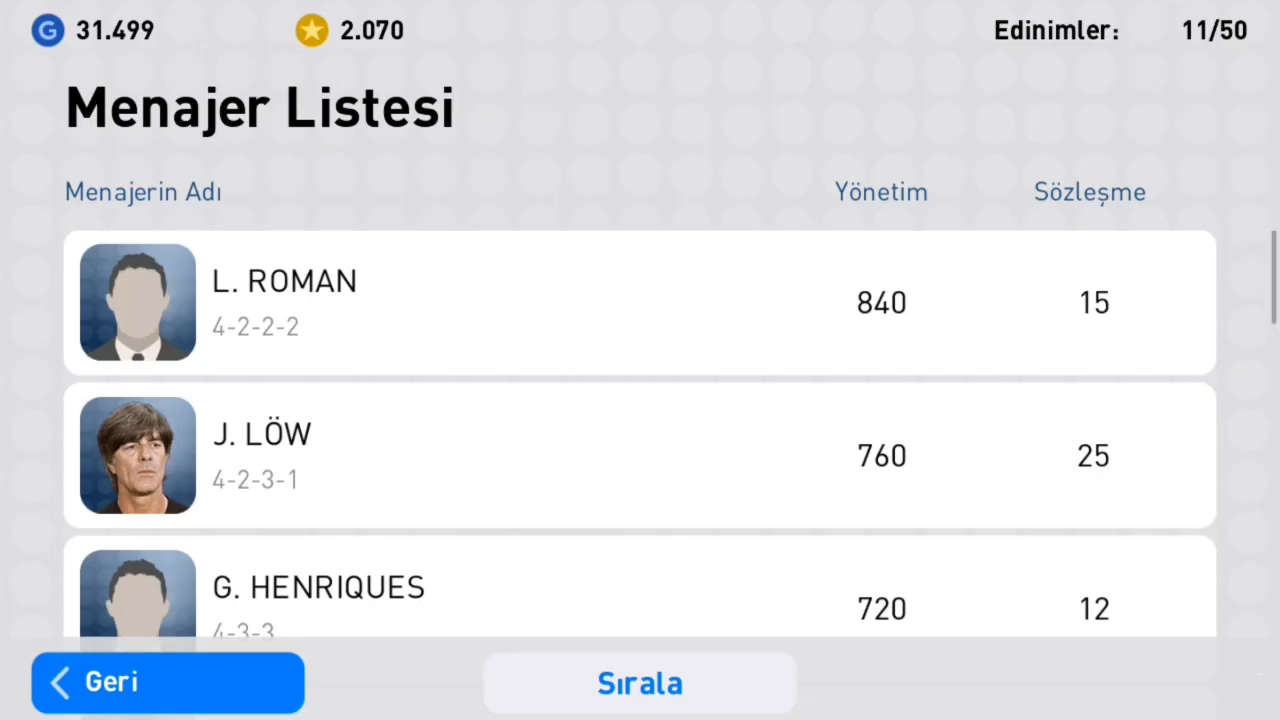 G 31.499 2.070 Edinimler: 11/50
Menajer Listesi
Menajerin Adı Yönetim Sözleşme
L. ROMAN
4-2-2-2
840 15
J. LÖW
4-2-3-1
760 25
G. HENRIQUES
4-3-3
720 12
Geri Sırala